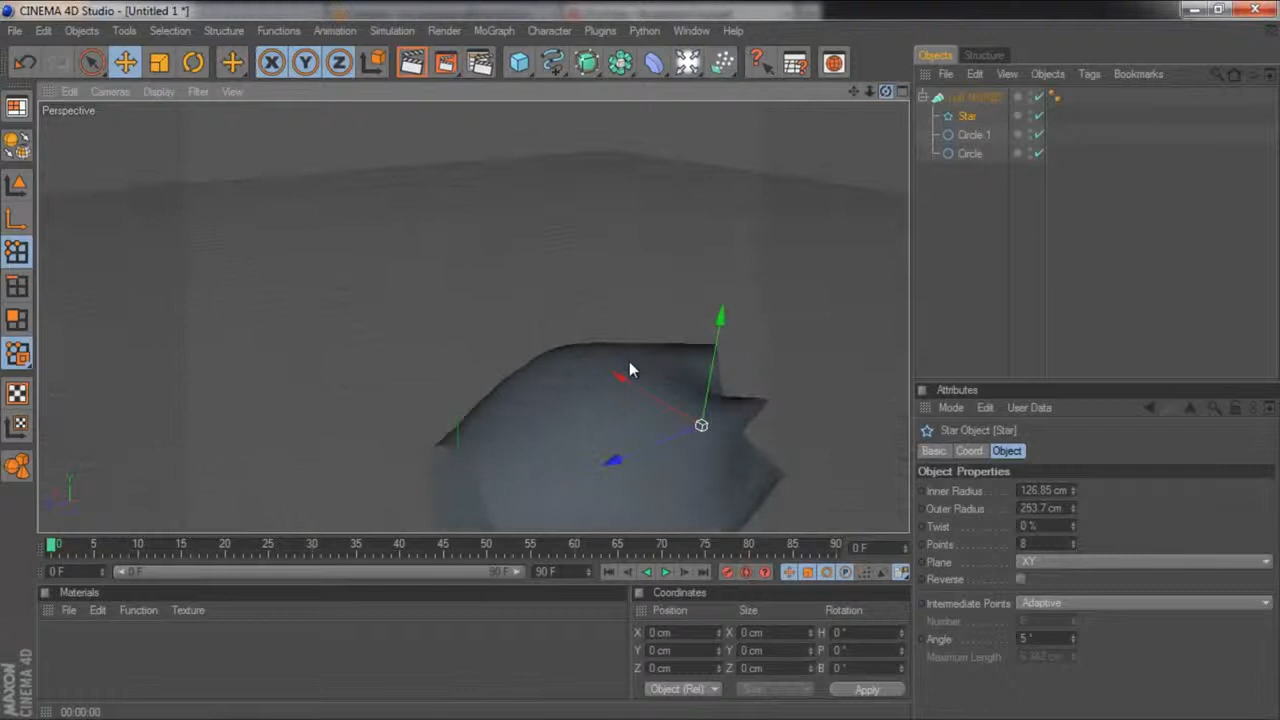 CINEMA 4D Studio - [Untitled 1 *]
File Edit Objects Tools Selection Structure Functions Animation Simulation Render MoGraph Character Plugins Python Window Help
X Y Z
Objects Structure
File Edit View Objects Tags Bookmarks
Edit Cameras Display Filter View
Perspective
Star
Circle 1
Circle
Attributes
Mode Edit User Data
Star Object [Star]
Basic Coord Object
Object Properties
Inner Radius 126.85 cm
Outer Radius 253.7 cm
Twist 0 %
Points 8
Plane XY
Reverse
Intermediate Points Adaptive
Number
Angle 5 °
Maximum Length
Y
0 5 10 15 20 25 30 35 40 45 50 55 60 65 70 75 80 85 90 0 F
0 F 0 F 90 F 90 F
Materials
File Edit Function Texture
Coordinates
Position Size Rotation
X 0 cm X 0 cm H 0 °
Y 0 cm Y 0 cm P 0 °
Z 0 cm Z 0 cm B 0 °
Object (Rel) Apply
MAXON
CINEMA 4D
00:00:00